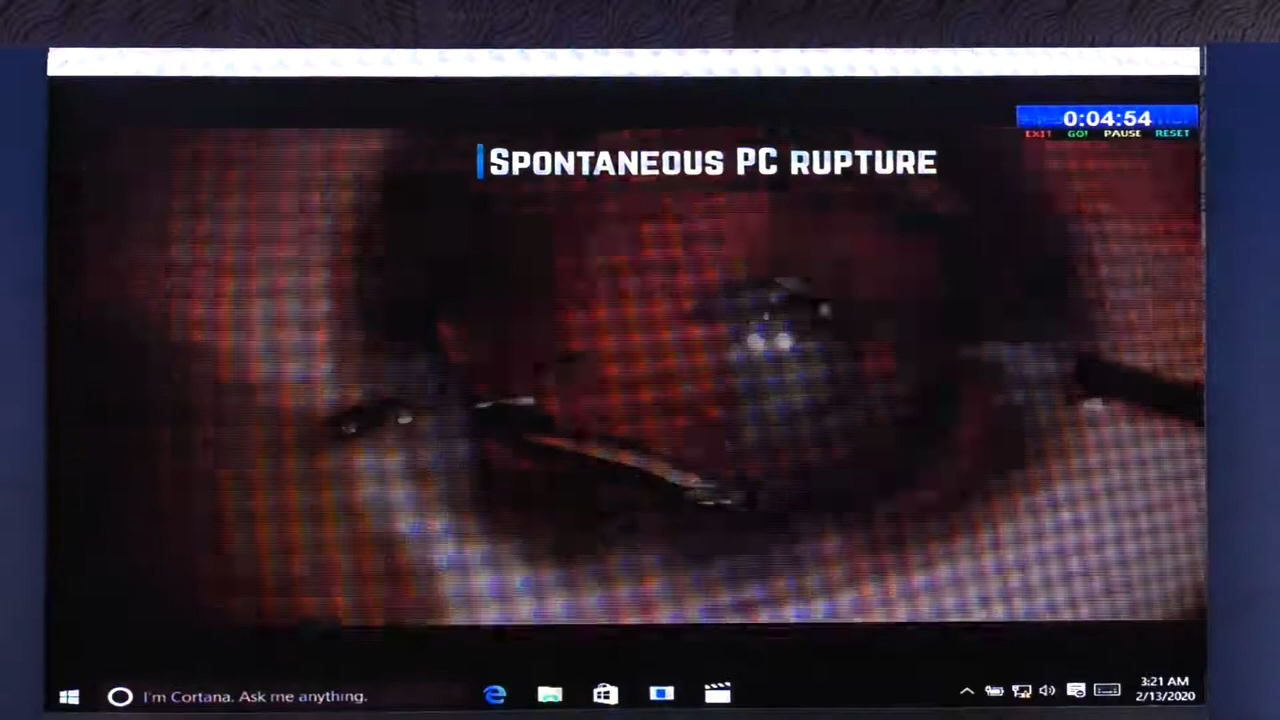 0:04:54
EXIT GO! PAUSE RESET
SPONTANEOUS PC RUPTURE
I'm Cortana. Ask me anything.
3:21 AM
2/13/2020